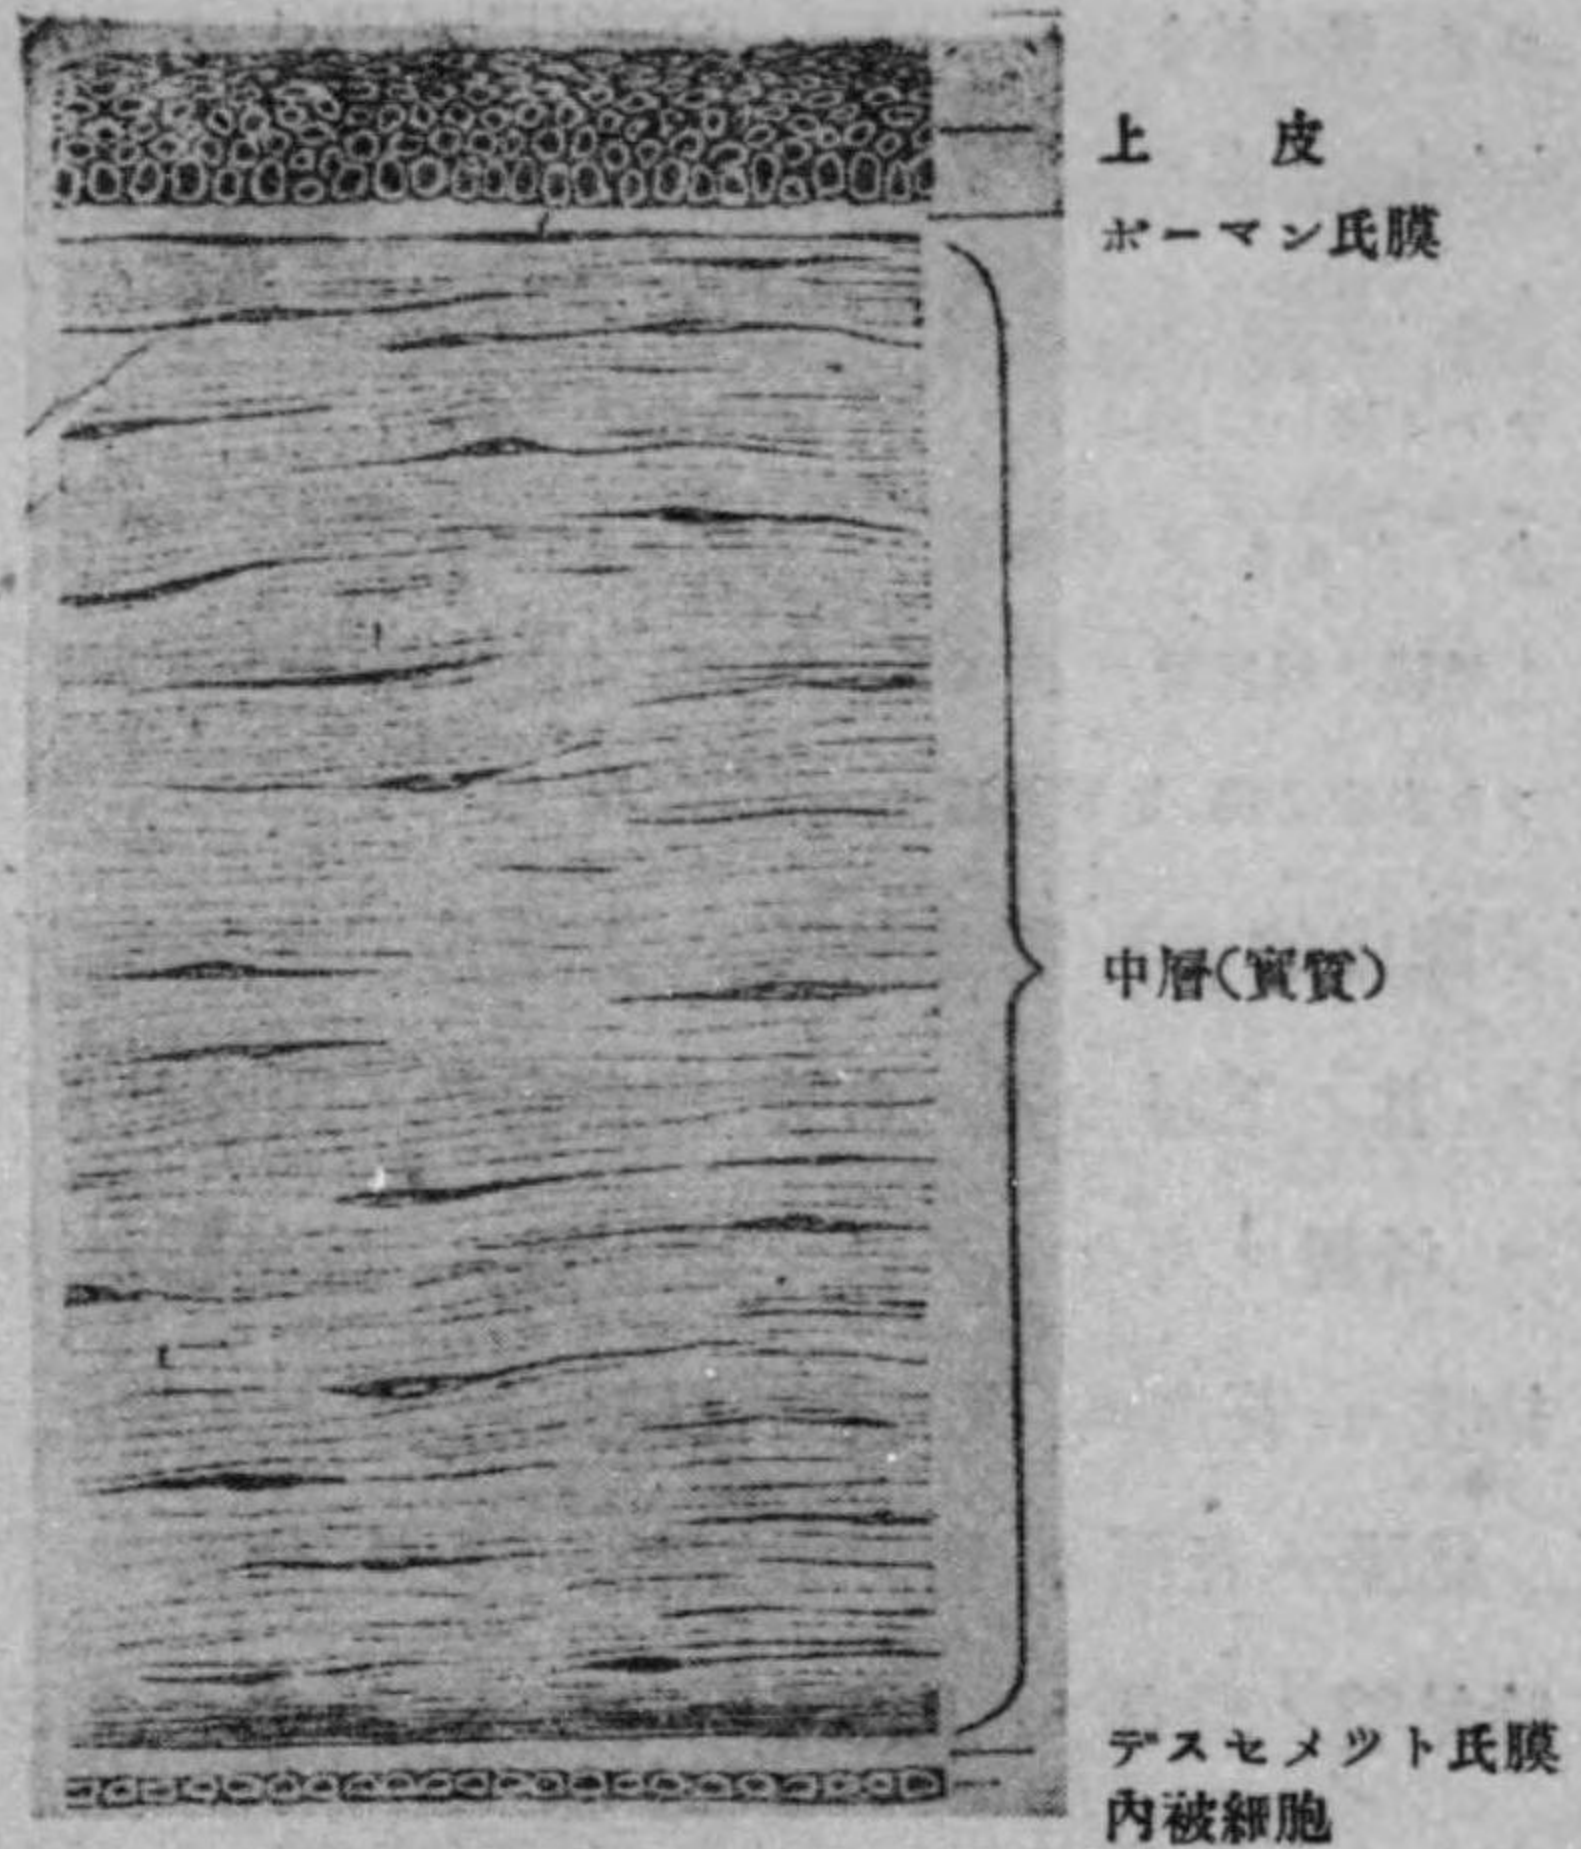 上皮
ボーマン氏膜
中層(實質)
デスセメツト氏膜
内被細胞